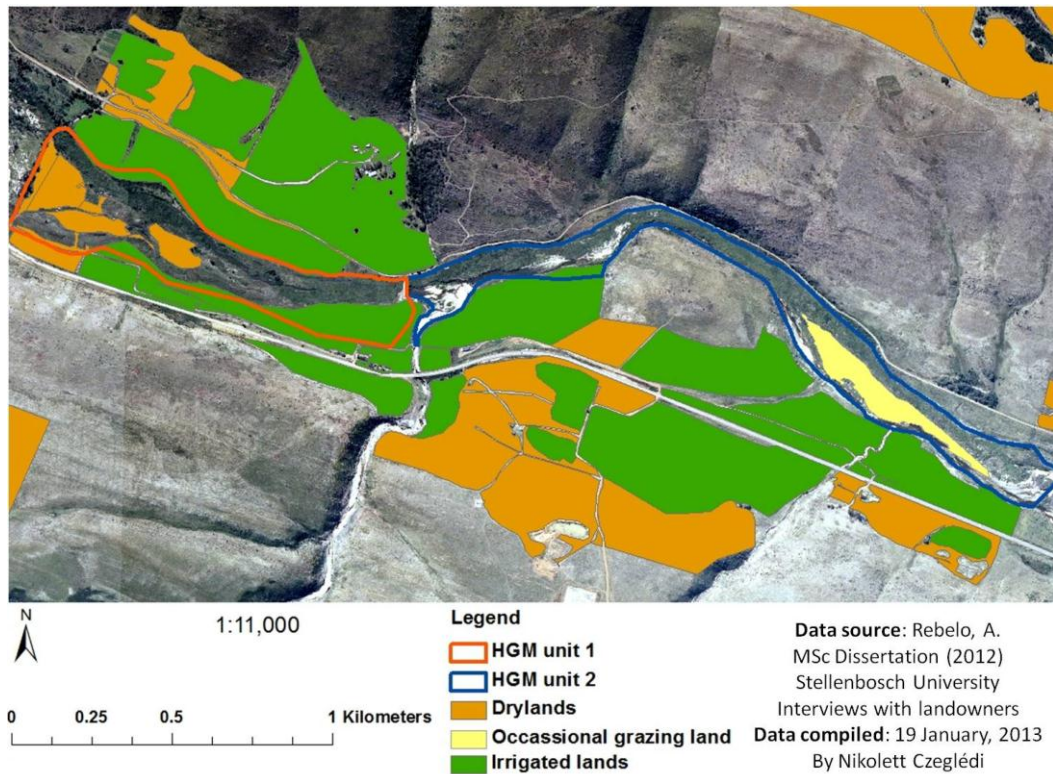 N
1:11,000
0 0.25 0.5 1 Kilometers
Legend
HGM unit 1
HGM unit 2
Drylands
Occassional grazing land
Irrigated lands
Data source: Rebelo, A.
MSc Dissertation (2012)
Stellenbosch University
Interviews with landowners
Data compiled: 19 January, 2013
By Nikolett Czeglédi